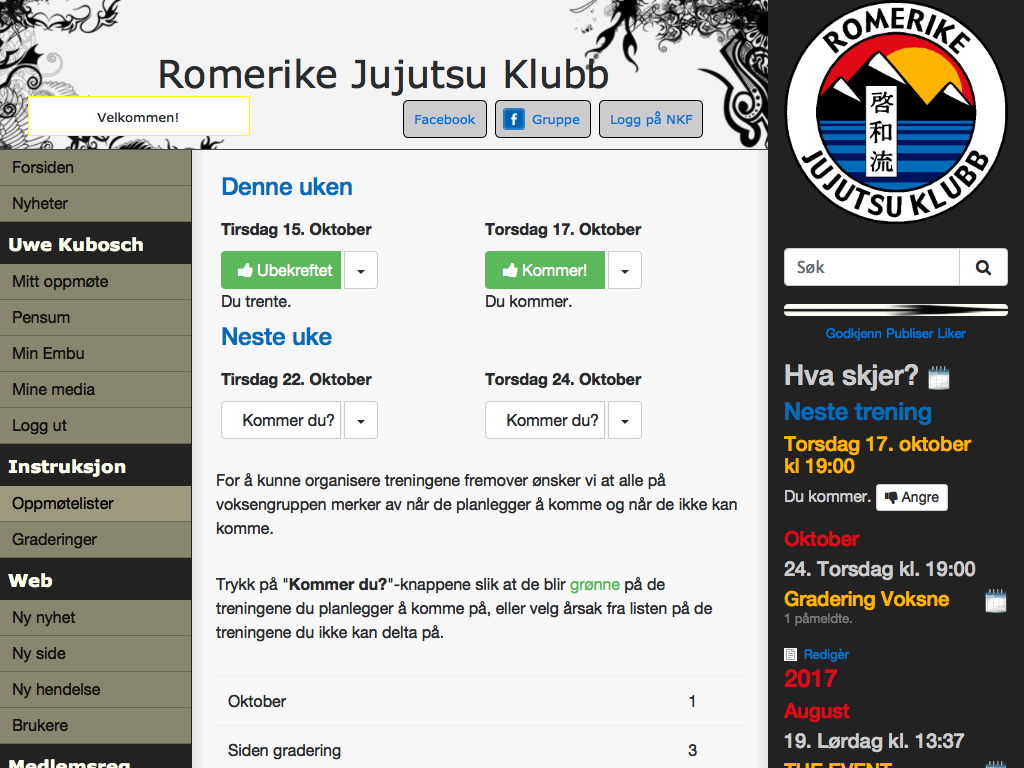 Romerike Jujutsu Klubb
Velkommen!
Facebook
Gruppe
Logg på NKF
Forsiden
Nyheter
Uwe Kubosch
Mitt oppmøte
Pensum
Min Embu
Mine media
Logg ut
Instruksjon
Oppmøtelister
Graderinger
Web
Ny nyhet
Ny side
Ny hendelse
Brukere
Medlemsreg
Denne uken
Tirsdag 15. Oktober
Torsdag 17. Oktober
Ubekreftet
Kommer!
Du trente.
Du kommer.
Neste uke
Tirsdag 22. Oktober
Torsdag 24. Oktober
Kommer du?
Kommer du?
For å kunne organisere treningene fremover ønsker vi at alle på
voksengruppen merker av når de planlegger å komme og når de ikke kan
komme.
Trykk på "Kommer du?"-knappene slik at de blir grønne på de
treningene du planlegger å komme på, eller velg årsak fra listen på de
treningene du ikke kan delta på.
Oktober 1
Siden gradering 3
ROMERIKE
啓和流
JUJUTSU KLUBB
Søk
Godkjenn Publiser Liker
Hva skjer?
Neste trening
Torsdag 17. oktober
kl 19:00
Du kommer. Angre
Oktober
24. Torsdag kl. 19:00
Gradering Voksne
1 påmeldte.
Redigèr
2017
August
19. Lørdag kl. 13:37
THE EVENT